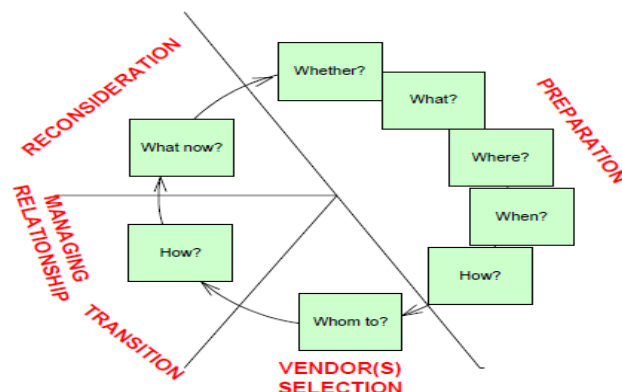 Whether?
What?
Where?
When?
How?
Whom to?
How?
What now?
PREPARATION
VENDOR(S)
SELECTION
TRANSITION
MANAGING
RELATIONSHIP
RECONSIDERATION